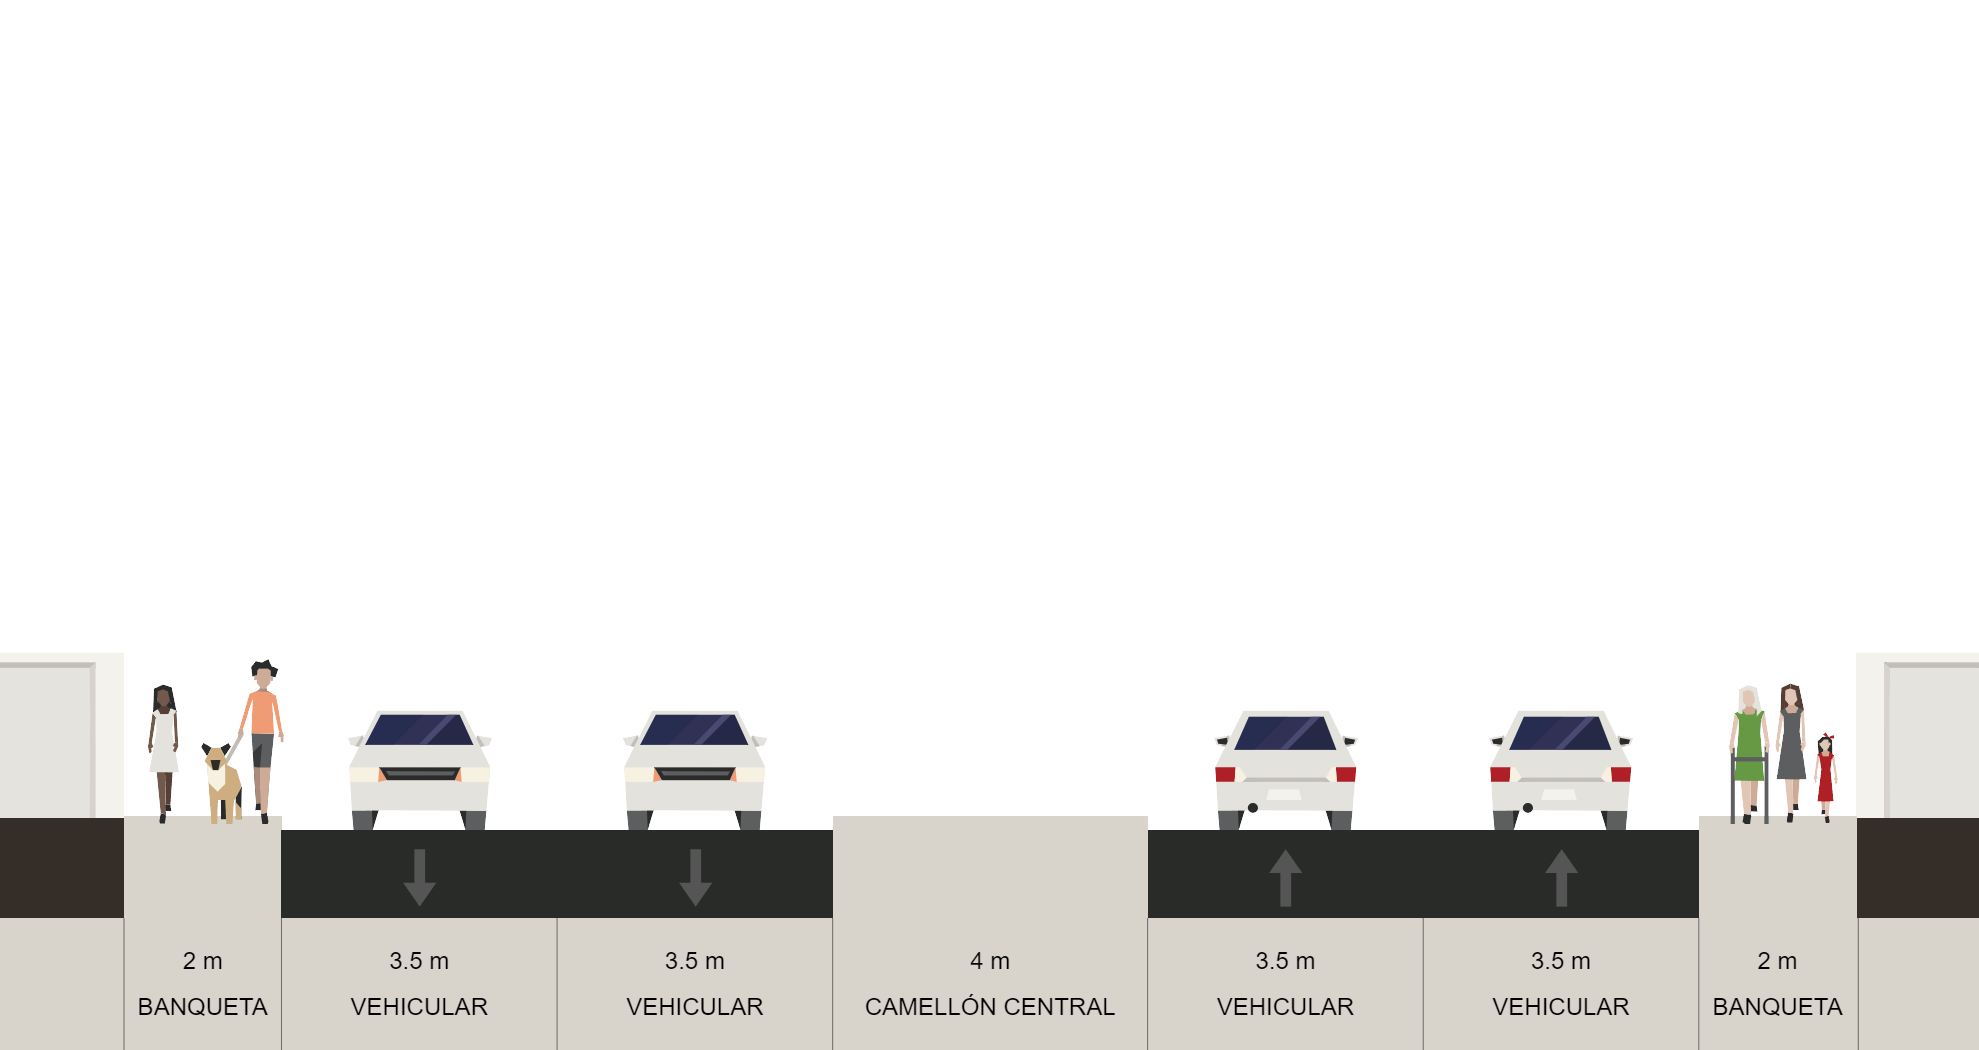 2 m
BANQUETA
3.5 m
VEHICULAR
3.5 m
VEHICULAR
4 m
CAMELLÓN CENTRAL
3.5 m
VEHICULAR
3.5 m
VEHICULAR
2 m
BANQUETA